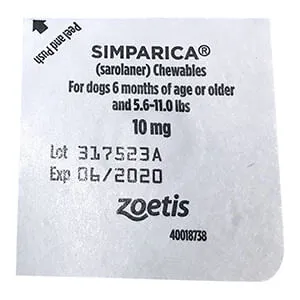 Peel and Push
SIMPARICA®
(sarolaner) Chewables
For dogs 6 months of age or older
and 5.6-11.0 lbs
10 mg
Lot 317523A
Exp 06/2020
zoetis
40018738